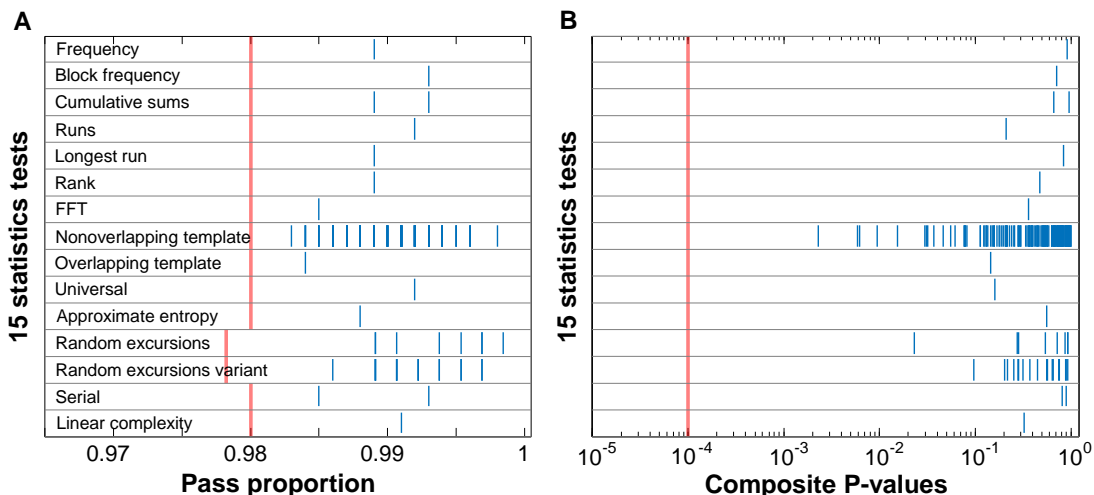 A
15 statistics tests
Frequency
Block frequency
Cumulative sums
Runs
Longest run
Rank
FFT
Nonoverlapping template
Overlapping template
Universal
Approximate entropy
Random excursions
Random excursions variant
Serial
Linear complexity
0.97 0.98 0.99 1
Pass proportion
B
15 statistics tests
10^-5 10^-4 10^-3 10^-2 10^-1 10^0
Composite P-values